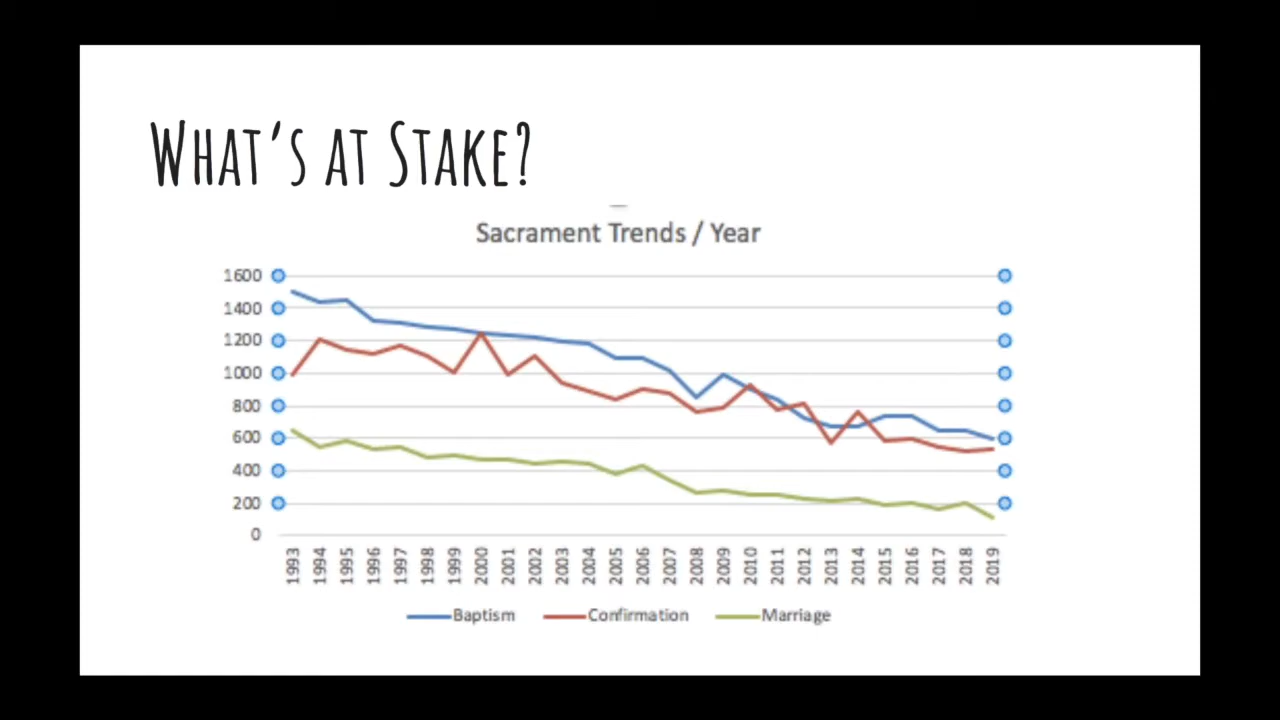 WHAT'S AT STAKE?
Sacrament Trends / Year
1600
1400
1200
1000
800
600
400
200
0
1993 1994 1995 1996 1997 1998 1999 2000 2001 2002 2003 2004 2005 2006 2007 2008 2009 2010 2011 2012 2013 2014 2015 2016 2017 2018 2019
Baptism Confirmation Marriage